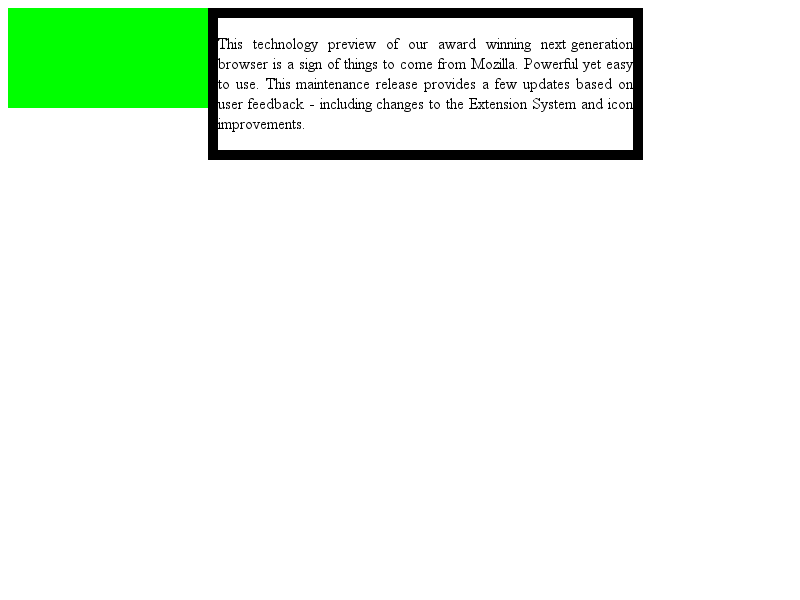 This technology preview of our award winning next generation
browser is a sign of things to come from Mozilla. Powerful yet easy
to use. This maintenance release provides a few updates based on
user feedback - including changes to the Extension System and icon
improvements.